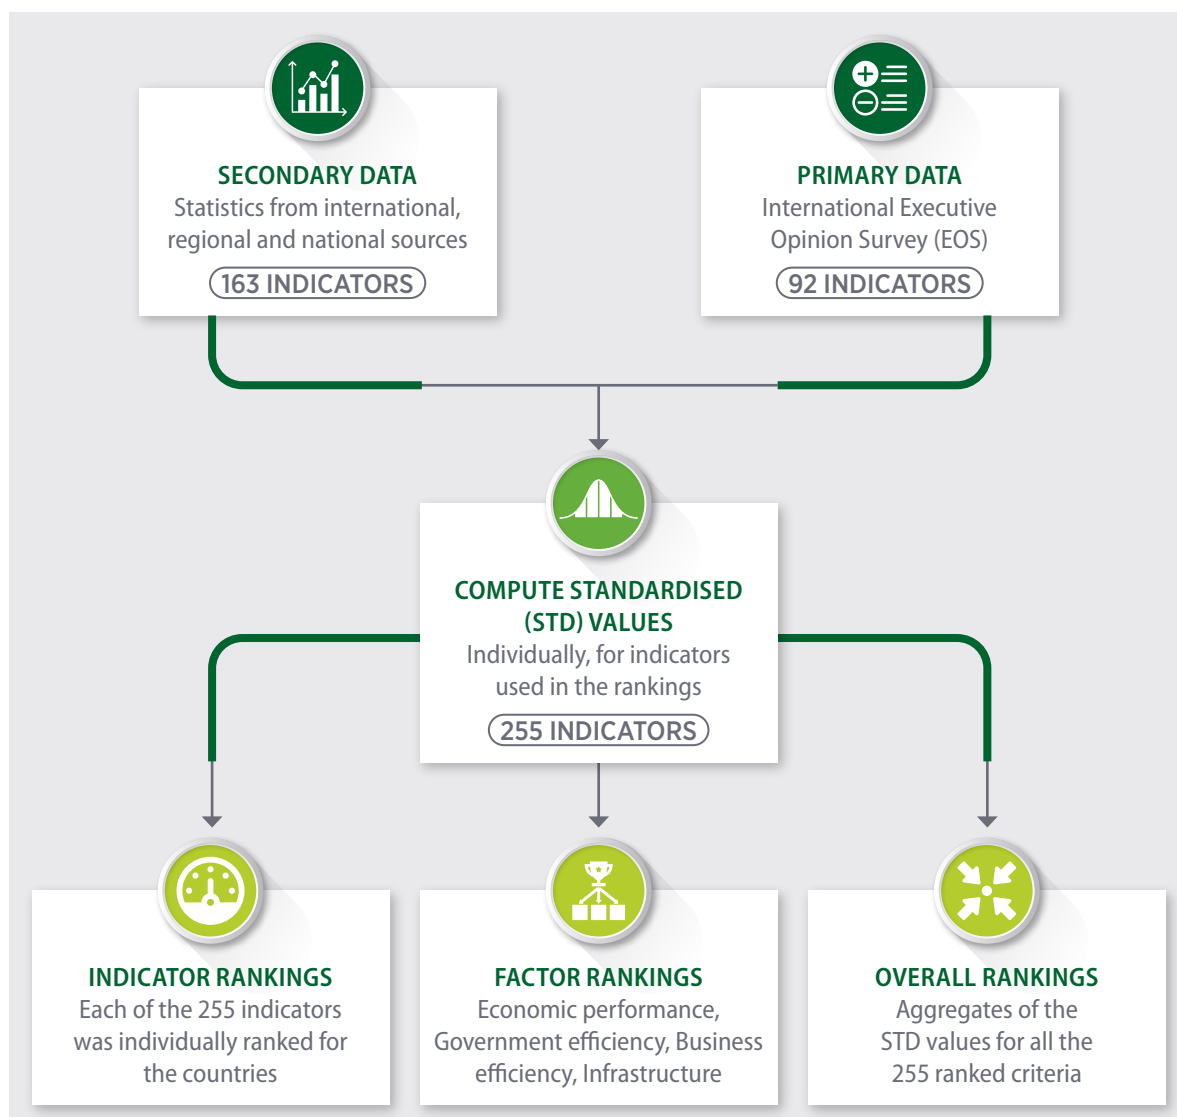 SECONDARY DATA
Statistics from international,
regional and national sources
163 INDICATORS
PRIMARY DATA
International Executive
Opinion Survey (EOS)
92 INDICATORS
COMPUTE STANDARDISED
(STD) VALUES
Individually, for indicators
used in the rankings
255 INDICATORS
INDICATOR RANKINGS
Each of the 255 indicators
was individually ranked for
the countries
FACTOR RANKINGS
Economic performance,
Government efficiency, Business
efficiency, Infrastructure
OVERALL RANKINGS
Aggregates of the
STD values for all the
255 ranked criteria